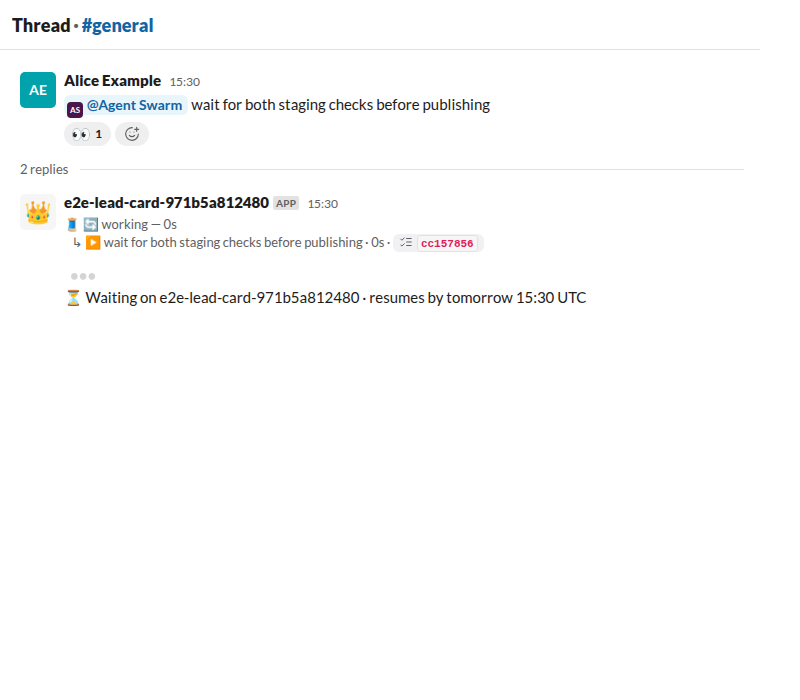 Thread · #general
AE
Alice Example 15:30
AS @Agent Swarm wait for both staging checks before publishing
👀 1
2 replies
e2e-lead-card-971b5a812480 APP 15:30
🧵 🔄 working — 0s
↳ ▶️ wait for both staging checks before publishing · 0s · cc157856
⏳ Waiting on e2e-lead-card-971b5a812480 · resumes by tomorrow 15:30 UTC